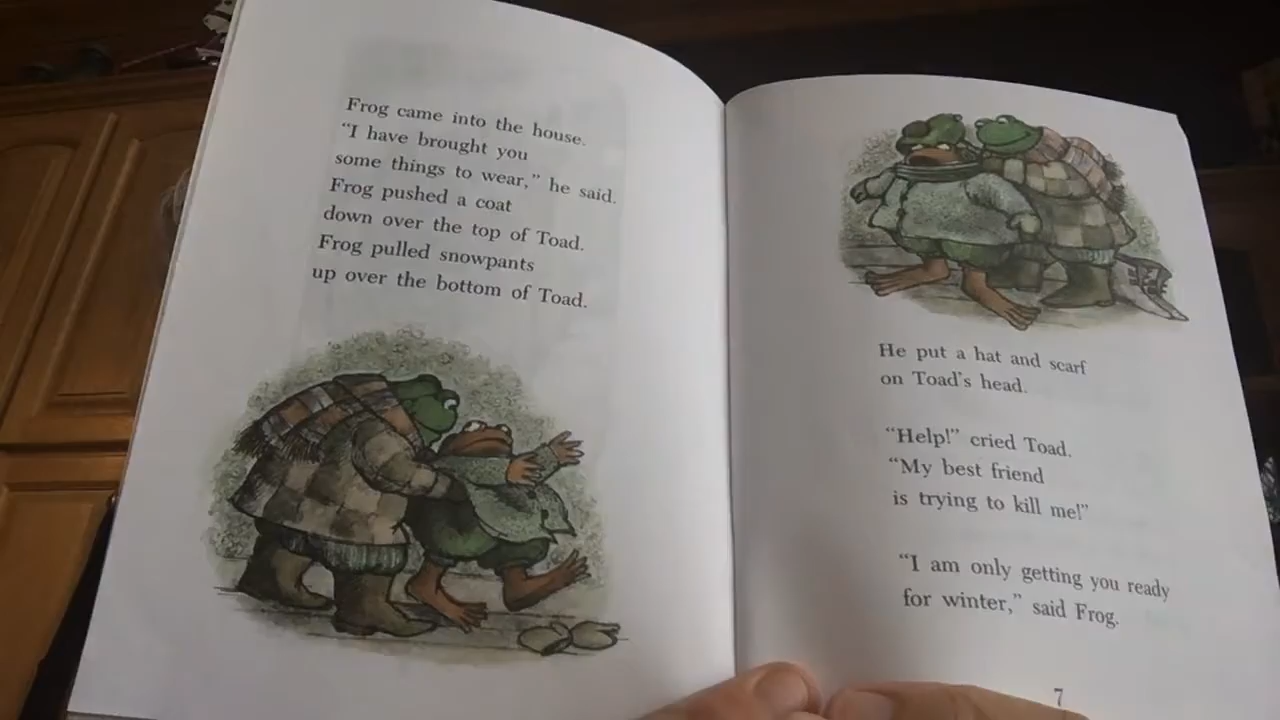 Frog came into the house.
“I have brought you
some things to wear,” he said.
Frog pushed a coat
down over the top of Toad.
Frog pulled snowpants
up over the bottom of Toad.
He put a hat and scarf
on Toad’s head.
“Help!” cried Toad.
“My best friend
is trying to kill me!”
“I am only getting you ready
for winter,” said Frog.
7